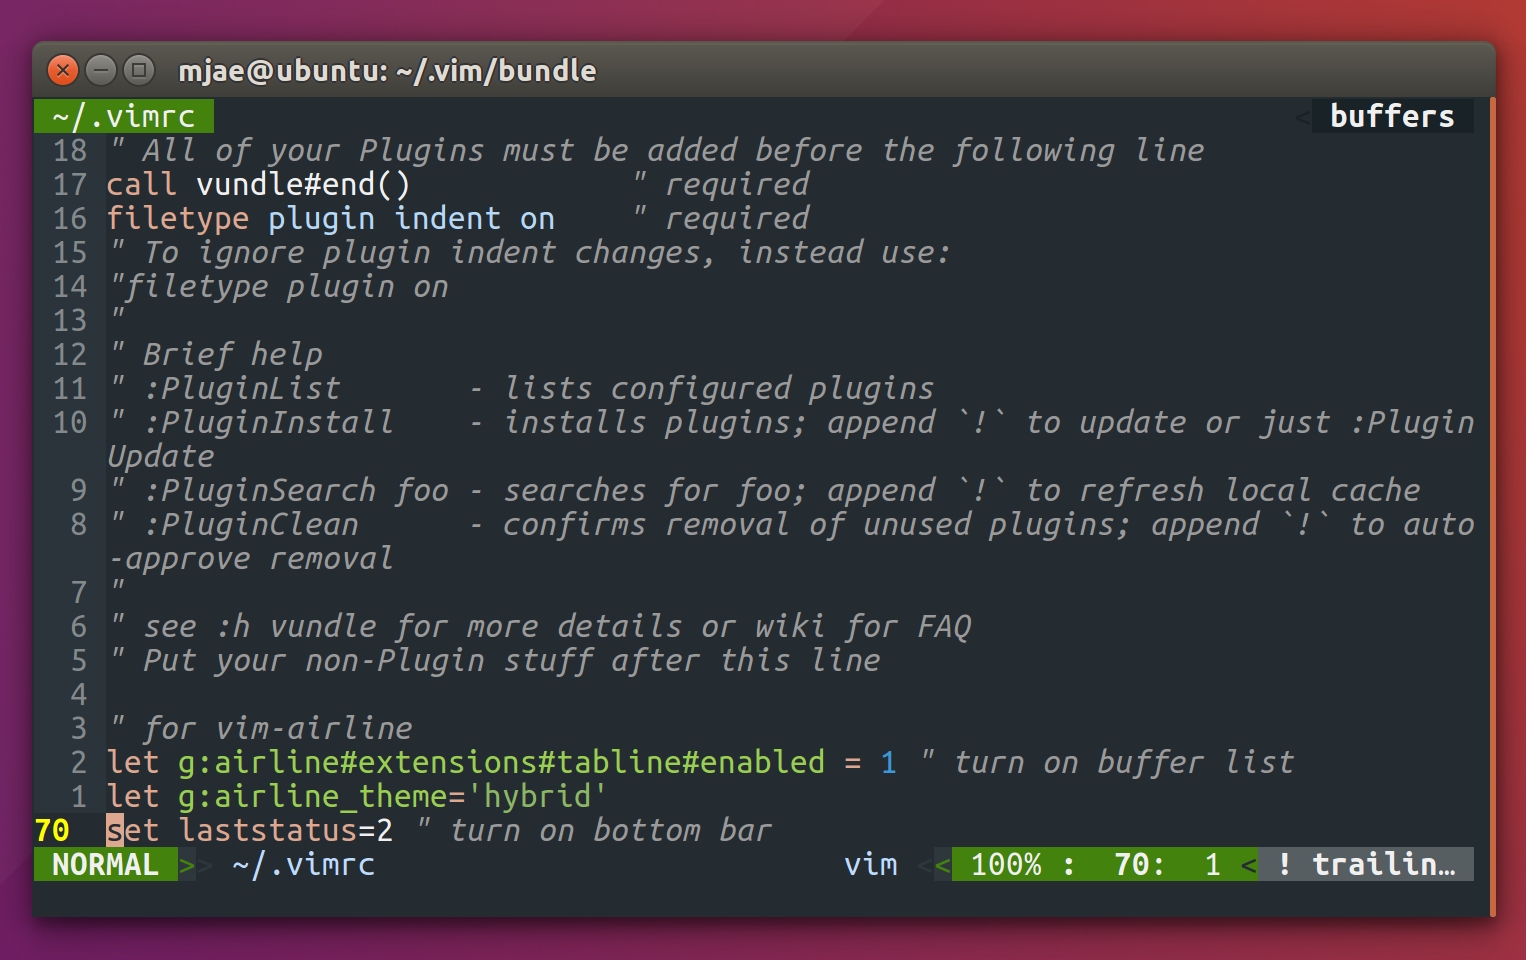 mjae@ubuntu: ~/.vim/bundle
~/.vimrc < buffers
18 " All of your Plugins must be added before the following line
17 call vundle#end() " required
16 filetype plugin indent on " required
15 " To ignore plugin indent changes, instead use:
14 "filetype plugin on
13 "
12 " Brief help
11 " :PluginList - lists configured plugins
10 " :PluginInstall - installs plugins; append `!` to update or just :Plugin
Update
9 " :PluginSearch foo - searches for foo; append `!` to refresh local cache
8 " :PluginClean - confirms removal of unused plugins; append `!` to auto
-approve removal
7 "
6 " see :h vundle for more details or wiki for FAQ
5 " Put your non-Plugin stuff after this line
4
3 " for vim-airline
2 let g:airline#extensions#tabline#enabled = 1 " turn on buffer list
1 let g:airline_theme='hybrid'
70 set laststatus=2 " turn on bottom bar
NORMAL >> ~/.vimrc vim << 100% : 70: 1 < ! trailin…